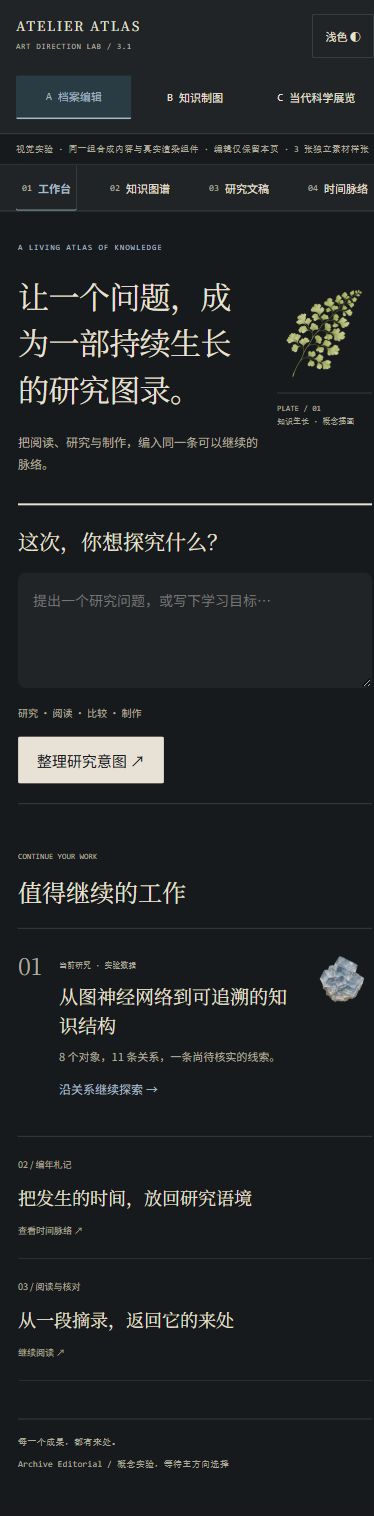 ATELIER ATLAS
ART DIRECTION LAB / 3.1
浅色
A 档案编辑
B 知识制图
C 当代科学展览
视觉实验 · 同一组合成内容与真实渲染组件 · 编辑仅保留本页 · 3 张独立素材样张
01 工作台
02 知识图谱
03 研究文稿
04 时间脉络
A LIVING ATLAS OF KNOWLEDGE
让一个问题，成
为一部持续生长
的研究图录。
PLATE / 01
知识生长 · 概念插画
把阅读、研究与制作，编入同一条可以继续的
脉络。
这次，你想探究什么？
提出一个研究问题，或写下学习目标…
研究 · 阅读 · 比较 · 制作
整理研究意图 ↗
CONTINUE YOUR WORK
值得继续的工作
01
当前研究 · 实验数据
从图神经网络到可追溯的知
识结构
8 个对象，11 条关系，一条尚待核实的线索。
沿关系继续探索 →
02 / 编年札记
把发生的时间，放回研究语境
查看时间脉络 ↗
03 / 阅读与核对
从一段摘录，返回它的来处
继续阅读 ↗
每一个成果，都有来处。
Archive Editorial / 概念实验，等待主方向选择